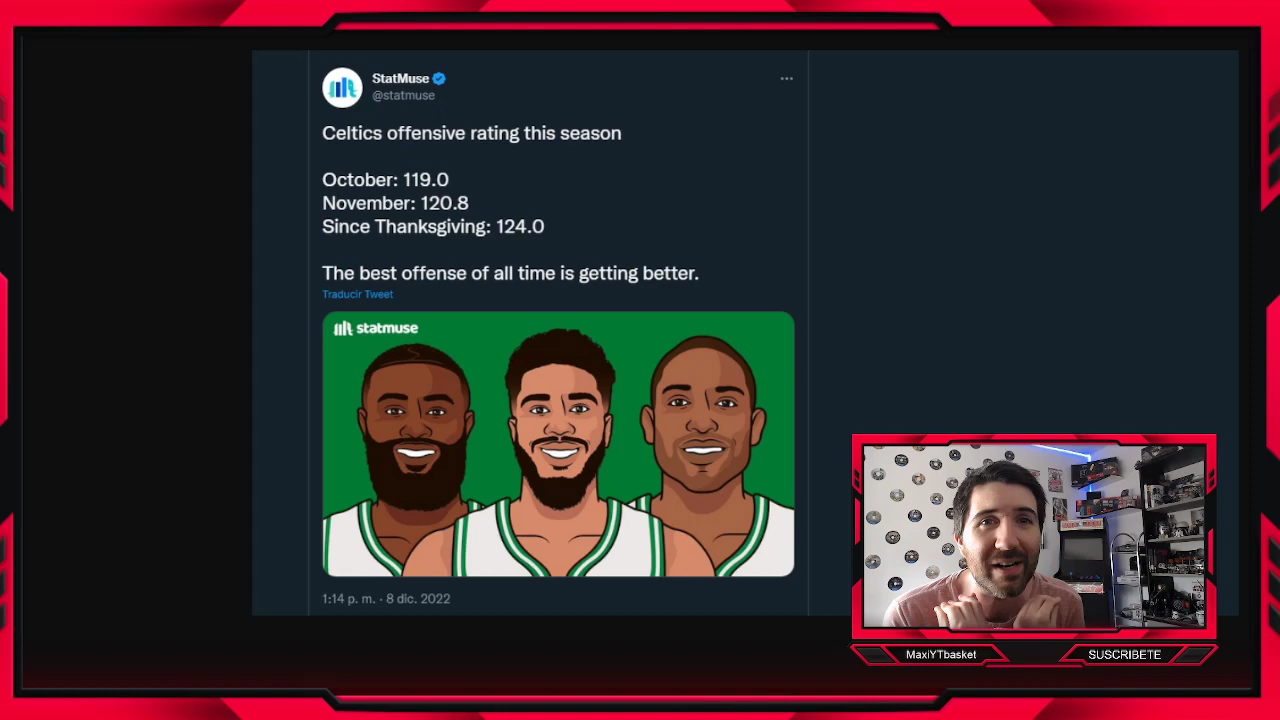 StatMuse
@statmuse
Celtics offensive rating this season
October: 119.0
November: 120.8
Since Thanksgiving: 124.0
The best offense of all time is getting better.
Traducir Tweet
statmuse
1:14 p. m. · 8 dic. 2022
MaxiYTbasket
SUSCRIBETE